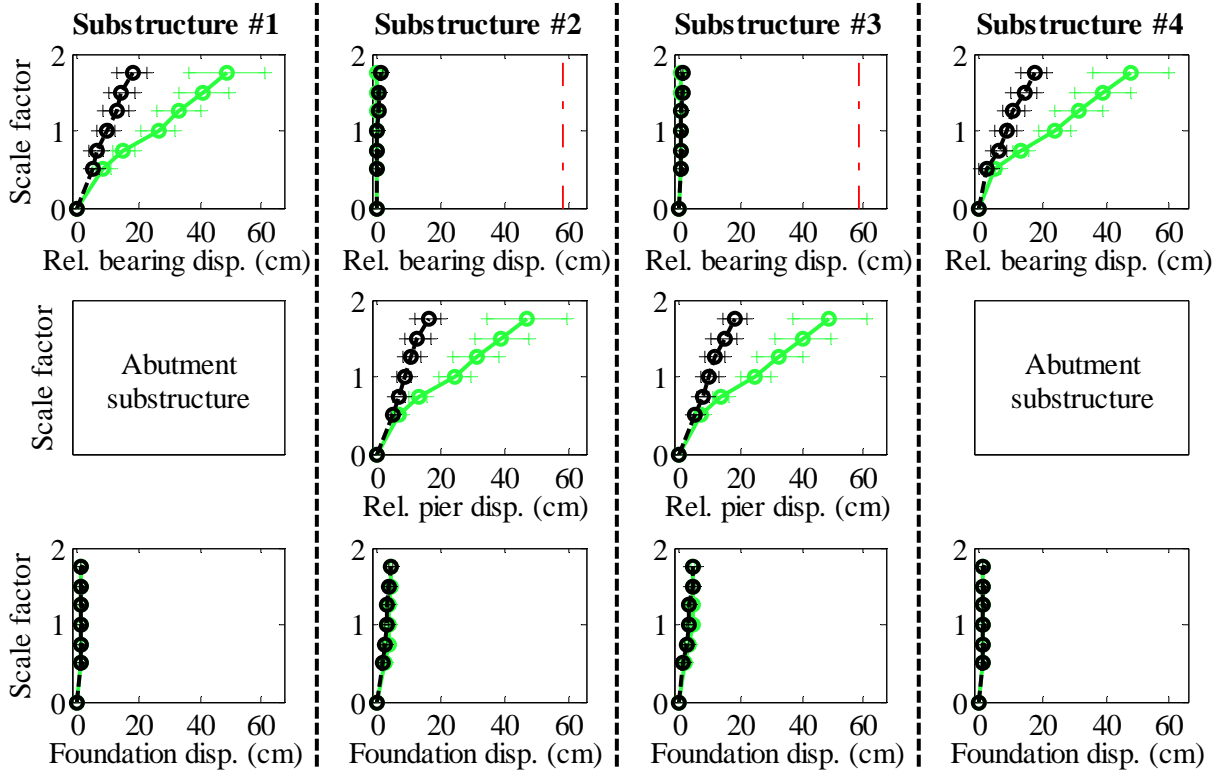 Substructure #1
Substructure #2
Substructure #3
Substructure #4
Scale factor
2
1
0
0 20 40 60
Rel. bearing disp. (cm)
2
1
0
0 20 40 60
Rel. bearing disp. (cm)
2
1
0
0 20 40 60
Rel. bearing disp. (cm)
2
1
0
0 20 40 60
Rel. bearing disp. (cm)
Scale factor
Abutment
substructure
2
1
0
0 20 40 60
Rel. pier disp. (cm)
2
1
0
0 20 40 60
Rel. pier disp. (cm)
Abutment
substructure
Scale factor
2
1
0
0 20 40 60
Foundation disp. (cm)
2
1
0
0 20 40 60
Foundation disp. (cm)
2
1
0
0 20 40 60
Foundation disp. (cm)
2
1
0
0 20 40 60
Foundation disp. (cm)